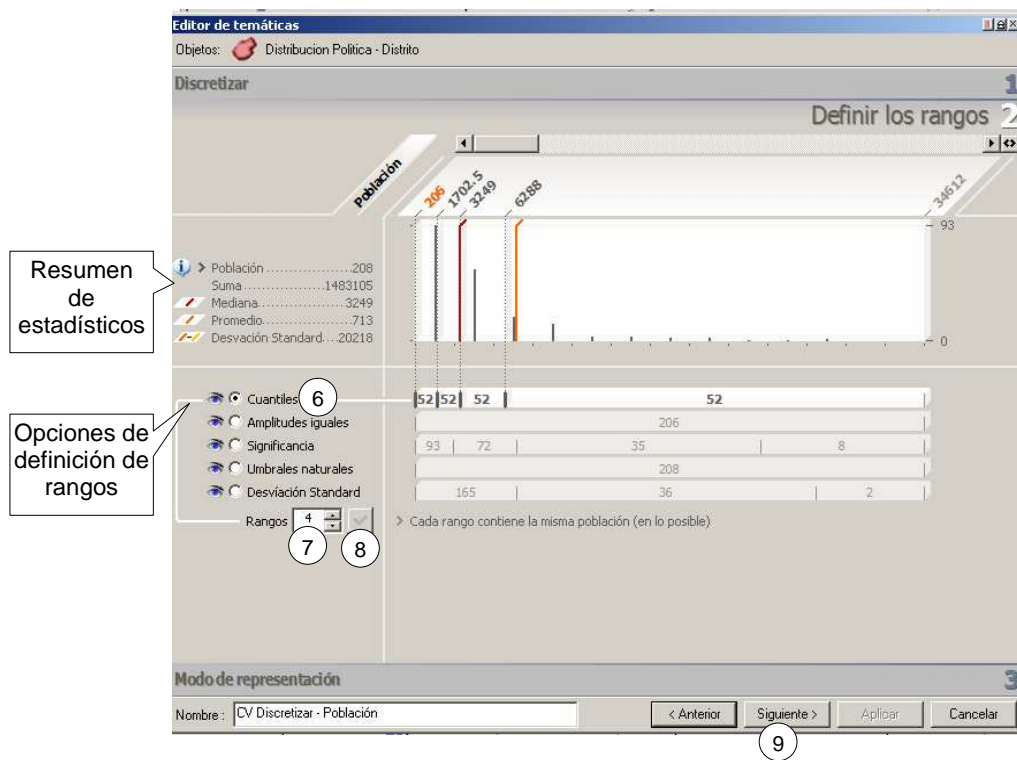 Editor de temáticas
Objetos: Distribucion Politica - Distrito
Discretizar 1
Definir los rangos 2
Población
206 1702.5 3249 6288 34612
93
0
Resumen
de
estadísticos
> Población ..................208
Suma .................1483105
Mediana..................3249
Promedio..................713
Desvación Standard....20218
Opciones de
definición de
rangos
Cuantiles 6 52 52 52 52
Amplitudes iguales 206
Significancia 93 72 35 8
Umbrales naturales 208
Desvíación Standard 165 36 2
Rangos 4 > Cada rango contiene la misma población (en lo posible)
7 8
Modo de representación 3
Nombre : CV Discretizar - Población < Anterior Siguiente > Aplicar Cancelar
9